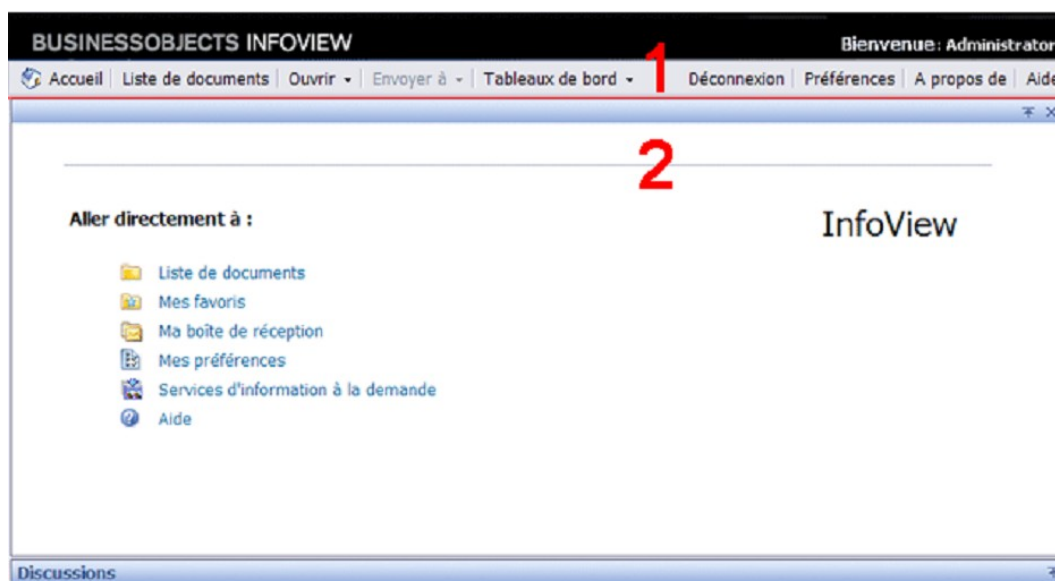 BUSINESSOBJECTS INFOVIEW Bienvenue: Administrator
1
Accueil Liste de documents Ouvrir Envoyer à Tableaux de bord Déconnexion Préférences A propos de Aide
2
Aller directement à :
InfoView
Liste de documents
Mes favoris
Ma boîte de réception
Mes préférences
Services d'information à la demande
Aide
Discussions